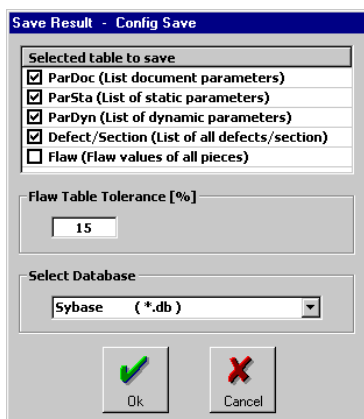 Save Result - Config Save
Selected table to save
ParDoc (List document parameters)
ParSta (List of static parameters)
ParDyn (List of dynamic parameters)
Defect/Section (List of all defects/section)
Flaw (Flaw values of all pieces)
Flaw Table Tolerance [%]
15
Select Database
Sybase ( *.db )
Ok Cancel